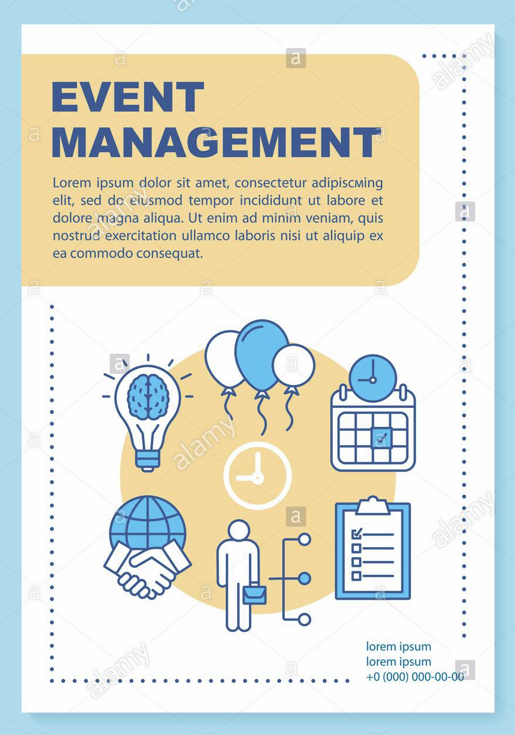 EVENT
MANAGEMENT
Lorem ipsum dolor sit amet, consectetur adipiscмing
elit, sed do eiusmod tempor incididunt ut labore et
dolore magna aliqua. Ut enim ad minim veniam, quis
nostrud exercitation ullamco laboris nisi ut aliquip ex
ea commodo consequat.
lorem ipsum
lorem ipsum
+0 (000) 000-00-00
alamy
alamy
alamy
alamy
alamy
alamy